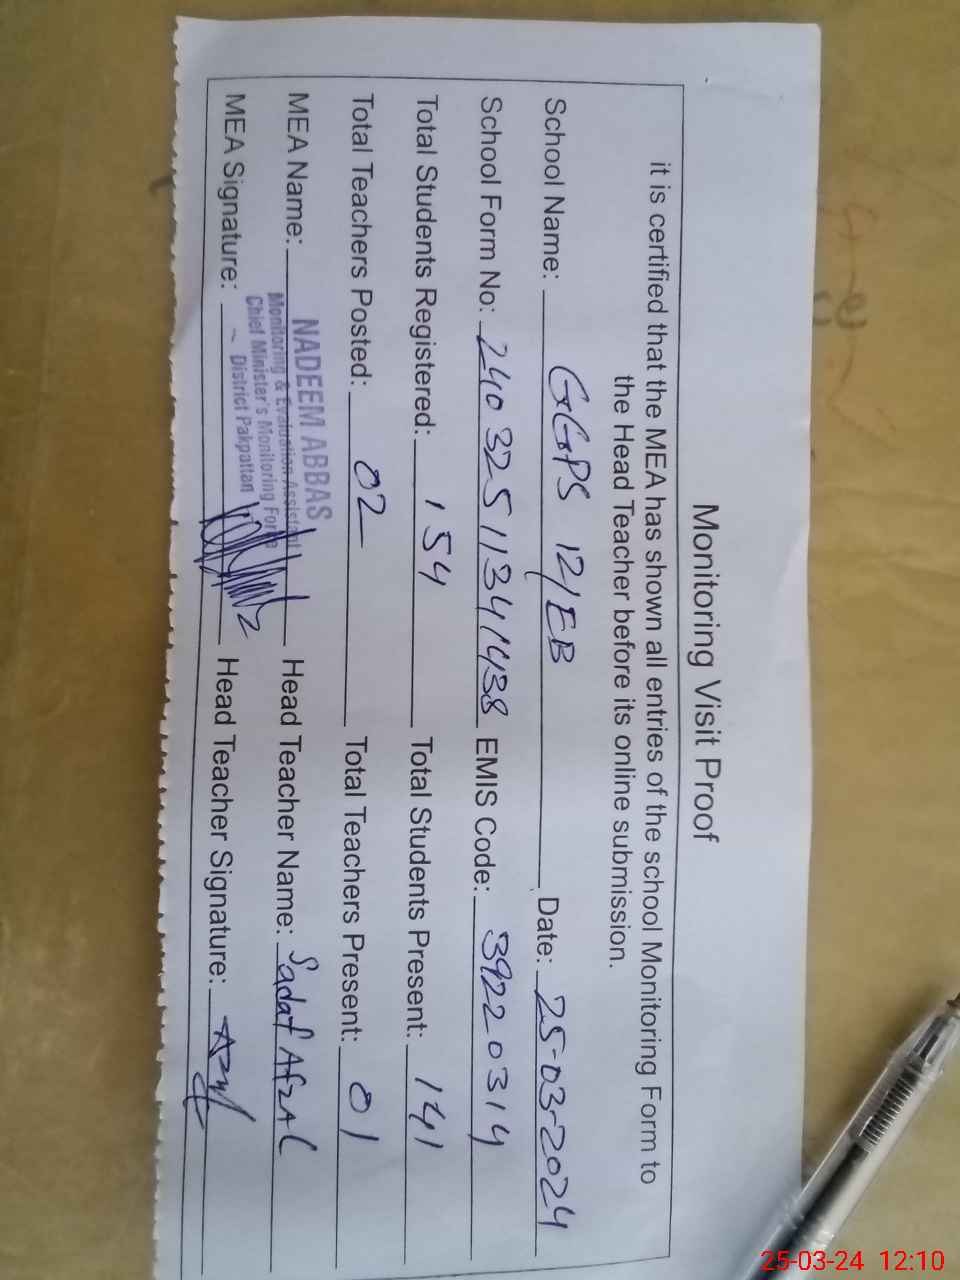 Monitoring Visit Proof
it is certified that the MEA has shown all entries of the school Monitoring Form to
the Head Teacher before its online submission.
School Name: GGPS 12/EB Date: 25-03-2024
School Form No: 24032511341438 EMIS Code: 39220314
Total Students Registered: 154 Total Students Present: 141
Total Teachers Posted: 02 Total Teachers Present: 01
MEA Name: NADEEM ABBAS Head Teacher Name: Sadaf Afzal
Monitoring & Evaluation Assistant
Chief Minister's Monitoring Force
District Pakpattan
MEA Signature: Head Teacher Signature:
25-03-24 12:10